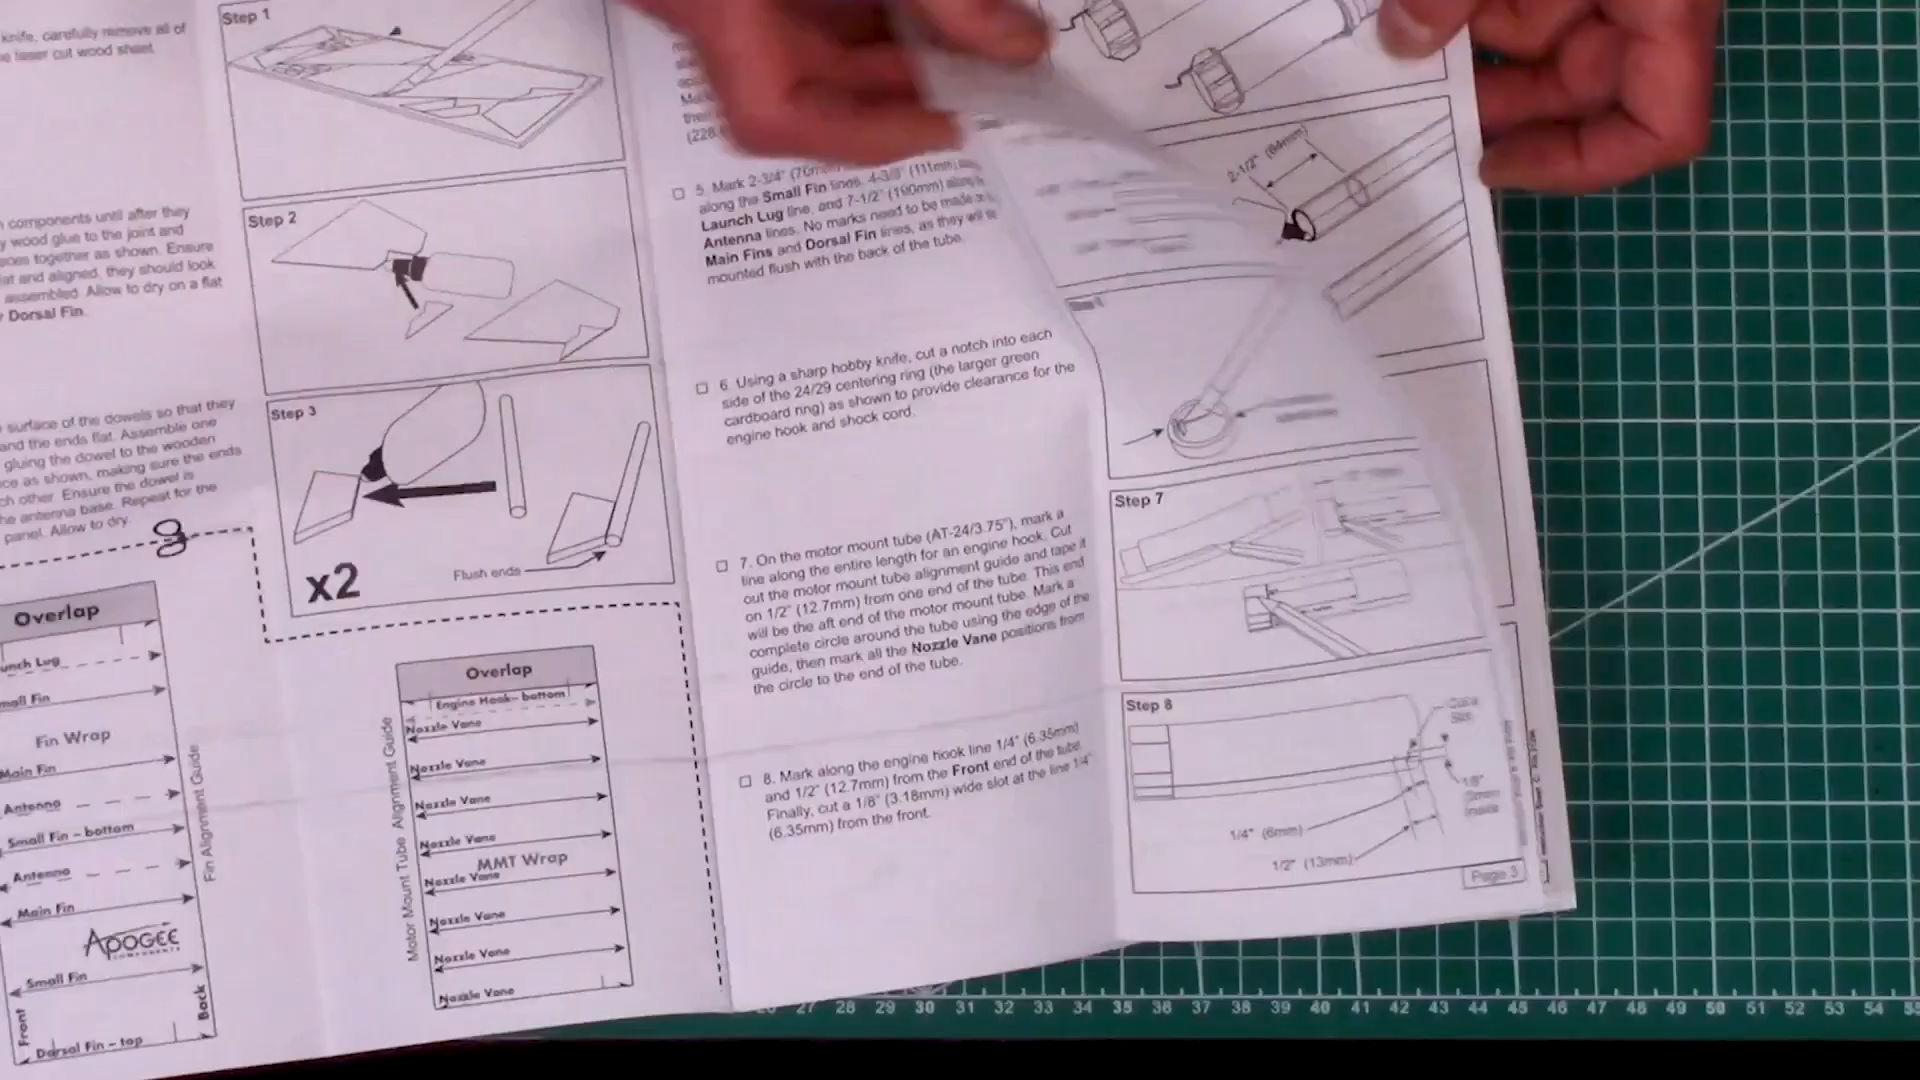 knife, carefully remove all of
laser cut wood sheet.
components until after they
wood glue to the joint and
together as shown. Ensure
flat and aligned, they should look
assembled. Allow to dry on a flat
Dorsal Fin.
surface of the dowels so that they
and the ends flat. Assemble one
gluing the dowel to the wooden
as shown, making sure the ends
other. Ensure the dowel is
antenna base. Repeat for the
panel. Allow to dry.
Overlap
Small Fin
Fin Wrap
Main Fin
Antenna
Small Fin - bottom
Antenna
Main Fin
APOGEE
COMPONENTS
Small Fin
Front
Back
Dorsal Fin - top
Fin Alignment Guide
Step 1
Step 2
Step 3
x2
Flush ends
Motor Mount Tube Alignment Guide
Overlap
Engine Hook- bottom
Nozzle Vane
Nozzle Vane
Nozzle Vane
Nozzle Vane
MMT Wrap
Nozzle Vane
Nozzle Vane
Nozzle Vane
Nozzle Vane
5. Mark 2-3/4" (70mm)
along the Small Fin lines, 4-3/8" (111mm)
Launch Lug line, and 7-1/2" (190mm) along
Antenna lines. No marks need to be made
Main Fins and Dorsal Fin lines, as they will
mounted flush with the back of the tube.
6. Using a sharp hobby knife, cut a notch into each
side of the 24/29 centering ring (the larger green
cardboard ring) as shown to provide clearance for the
engine hook and shock cord.
7. On the motor mount tube (AT-24/3.75"), mark a
line along the entire length for an engine hook. Cut
out the motor mount tube alignment guide and tape it
on 1/2" (12.7mm) from one end of the tube. This end
will be the aft end of the motor mount tube. Mark a
complete circle around the tube using the edge of the
guide, then mark all the Nozzle Vane positions from
the circle to the end of the tube.
8. Mark along the engine hook line 1/4" (6.35mm)
and 1/2" (12.7mm) from the Front end of the tube.
Finally, cut a 1/8" (3.18mm) wide slot at the line 1/4"
(6.35mm) from the front.
2-1/2" (64mm)
Step 7
Step 8
1/8"
1/4" (6mm)
1/2" (13mm)
Page 3
27 28 29 30 31 32 33 34 35 36 37 38 39 40 41 42 43 44 45 46 47 48 49 50 51 52 53 54